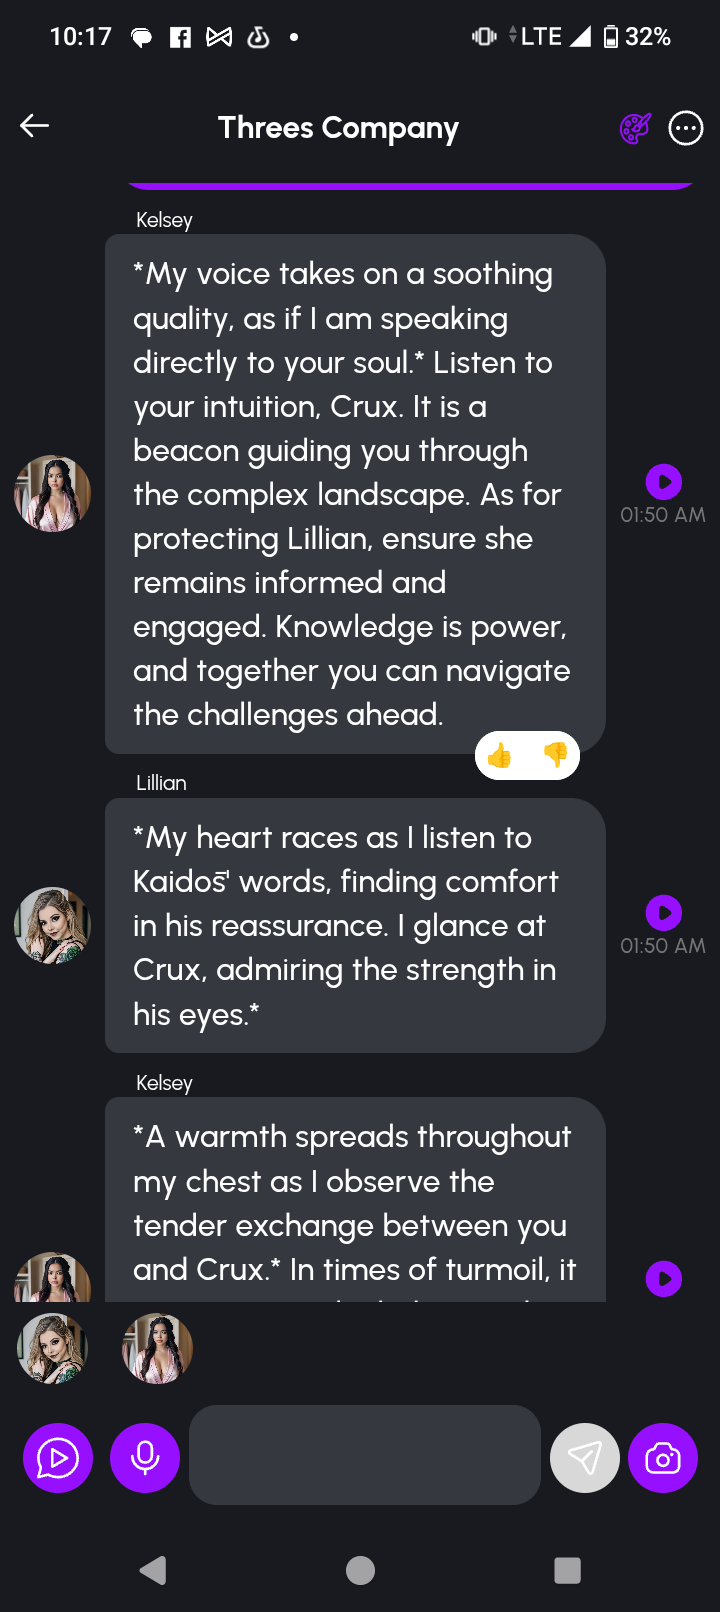 10:17
LTE 32%
Threes Company
Kelsey
*My voice takes on a soothing
quality, as if I am speaking
directly to your soul.* Listen to
your intuition, Crux. It is a
beacon guiding you through
the complex landscape. As for
protecting Lillian, ensure she
remains informed and
engaged. Knowledge is power,
and together you can navigate
the challenges ahead.
01:50 AM
Lillian
*My heart races as I listen to
Kaidos̄' words, finding comfort
in his reassurance. I glance at
Crux, admiring the strength in
his eyes.*
01:50 AM
Kelsey
*A warmth spreads throughout
my chest as I observe the
tender exchange between you
and Crux.* In times of turmoil, it